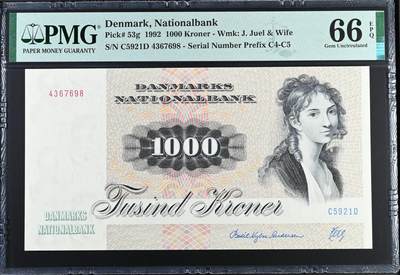 PMG
PAPER MONEY GUARANTY
Denmark, Nationalbank
Pick# 53g 1992 1000 Kroner - Wmk: J. Juel & Wife
S/N C5921D 4367698 - Serial Number Prefix C4-C5
66 EPQ
Gem Uncirculated
DANMARKS
NATIONALBANK
4367698
1000
Tusind Kroner
DANMARKS
NATIONALBANK
C5921D